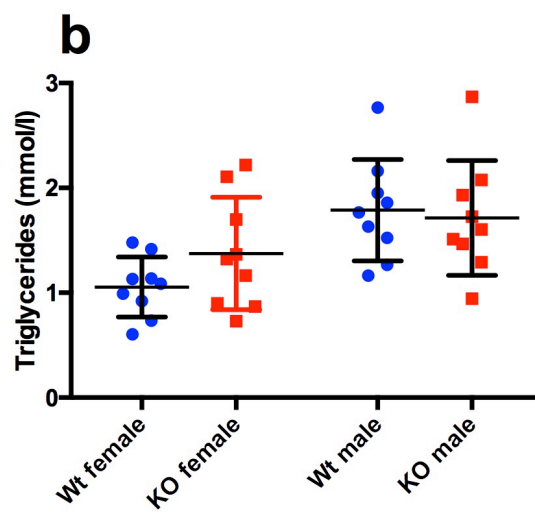 b
Triglycerides (mmol/l)
3
2
1
0
Wt female
KO female
Wt male
KO male